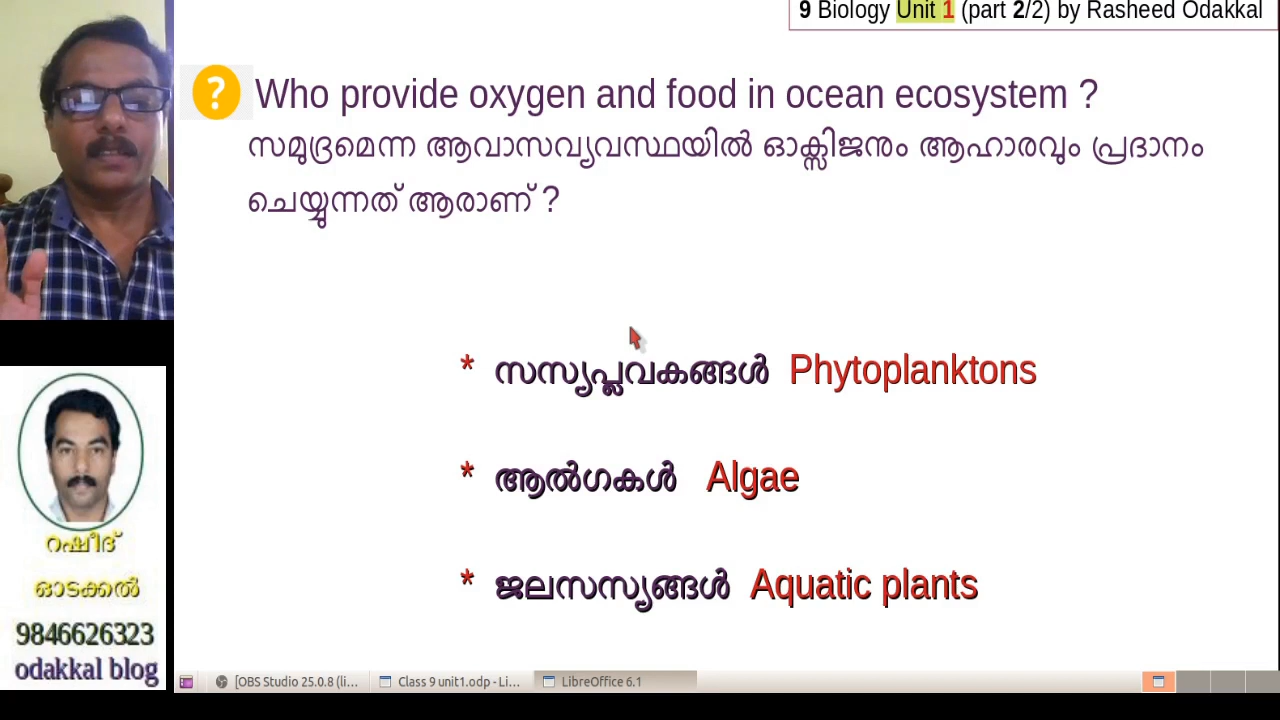 9 Biology Unit 1 (part 2/2) by Rasheed Odakkal
? Who provide oxygen and food in ocean ecosystem ?
സമുദ്രമെന്ന ആവാസവ്യവസ്ഥയിൽ ഓക്സിജനും ആഹാരവും പ്രദാനം
ചെയ്യുന്നത് ആരാണ് ?
* സസ്യപ്ലവകങ്ങൾ Phytoplanktons
* ആൽഗകൾ Algae
* ജലസസ്യങ്ങൾ Aquatic plants
റഷീദ്
ഓടക്കൽ
9846626323
odakkal blog
[OBS Studio 25.0.8 (li... Class 9 unit1.odp - Li... LibreOffice 6.1